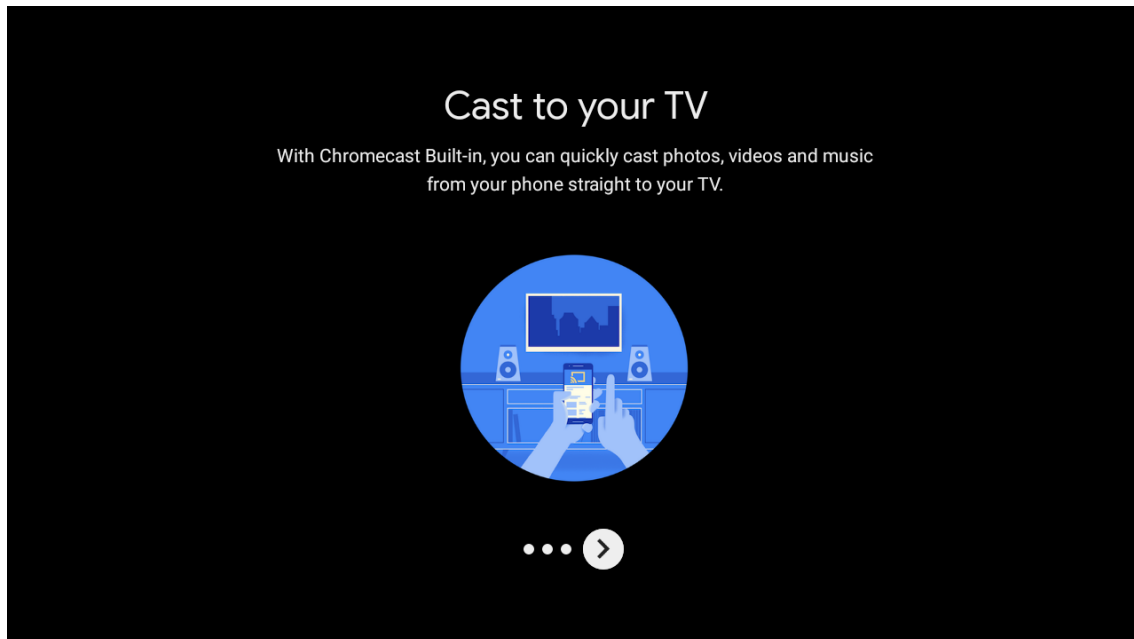 Cast to your TV
With Chromecast Built-in, you can quickly cast photos, videos and music
from your phone straight to your TV.